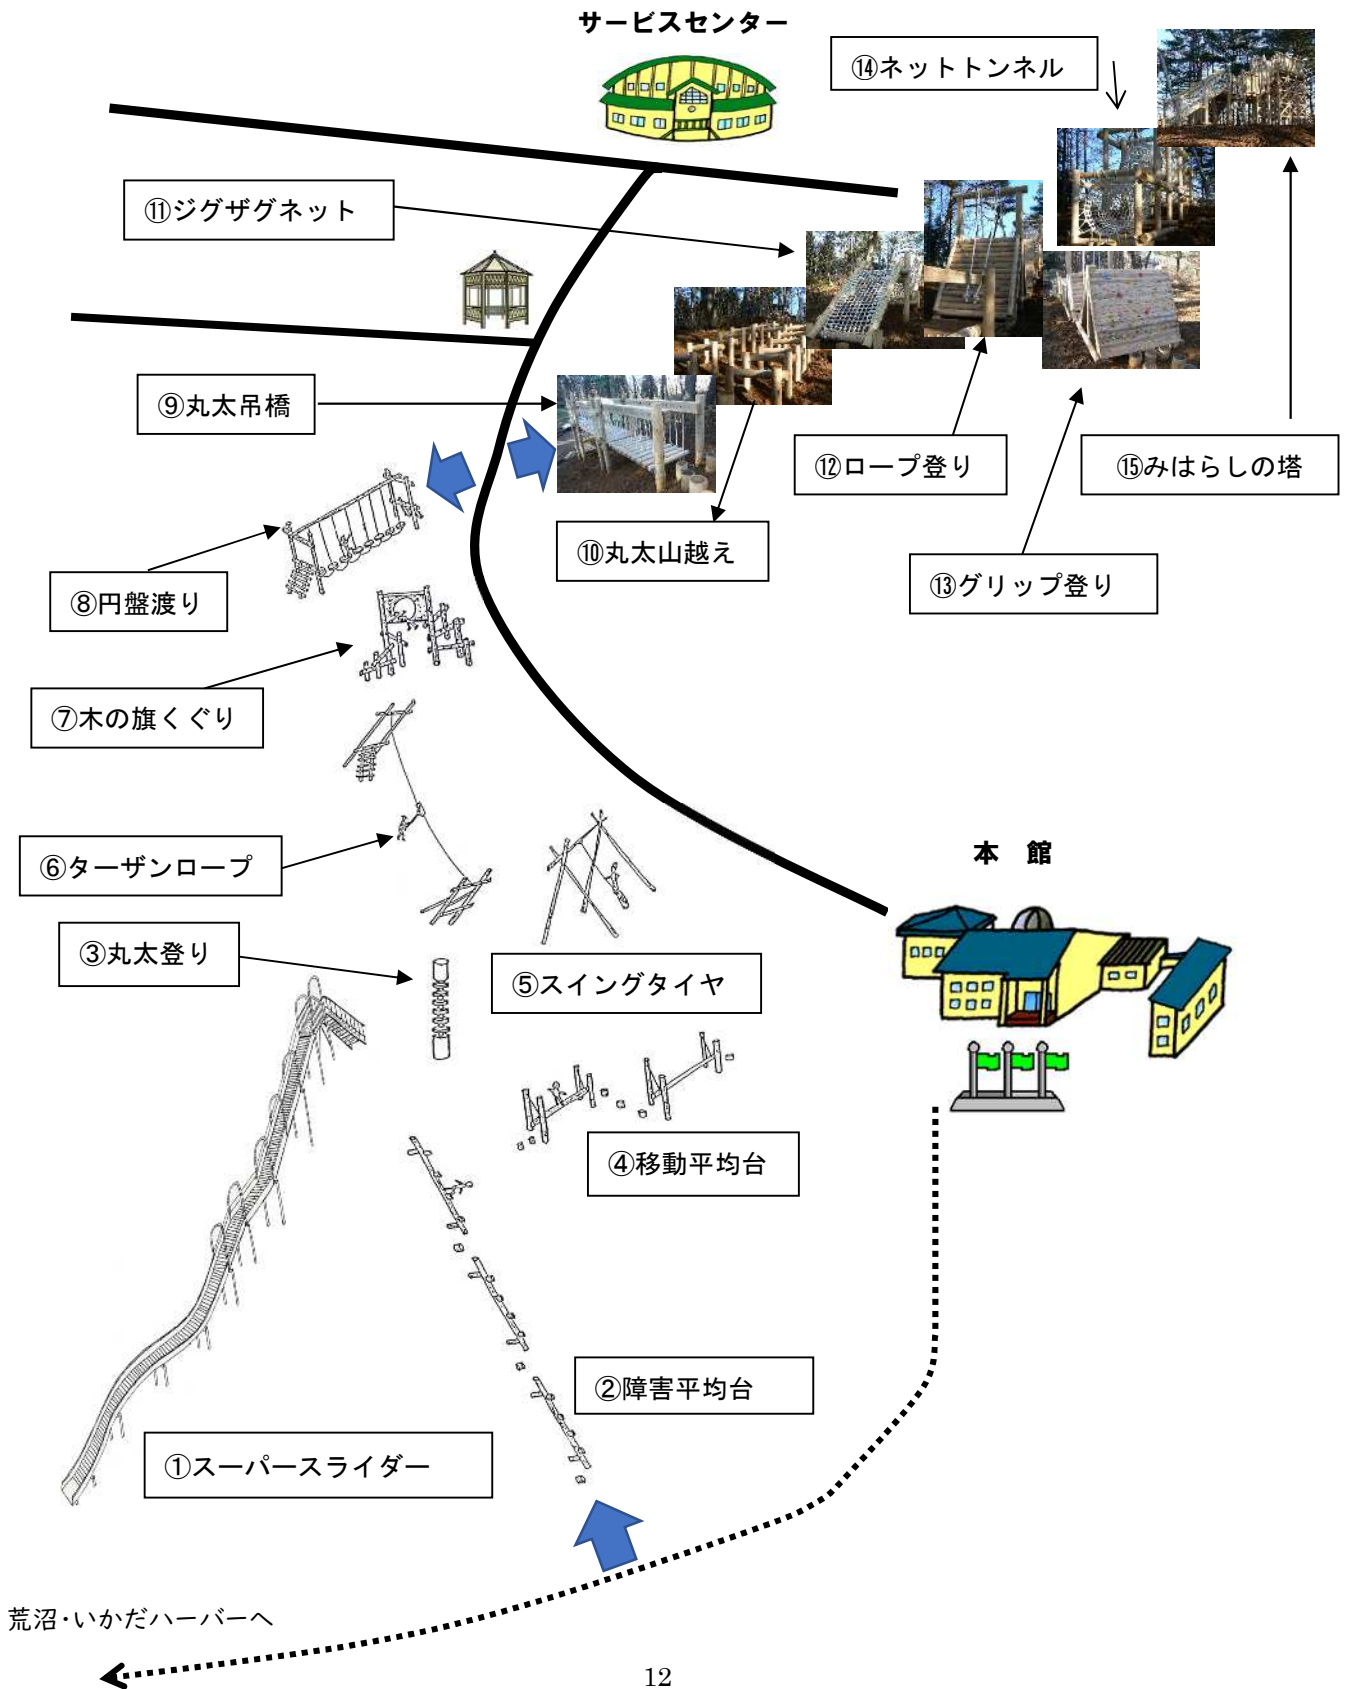 サービスセンター
⑭ネットトンネル
⑪ジグザグネット
⑨丸太吊橋
⑫ロープ登り
⑮みはらしの塔
⑩丸太山越え
⑬グリップ登り
⑧円盤渡り
⑦木の旗くぐり
⑥ターザンロープ
本 館
③丸太登り
⑤スイングタイヤ
④移動平均台
②障害平均台
①スーパースライダー
荒沼・いかだハーバーへ
12